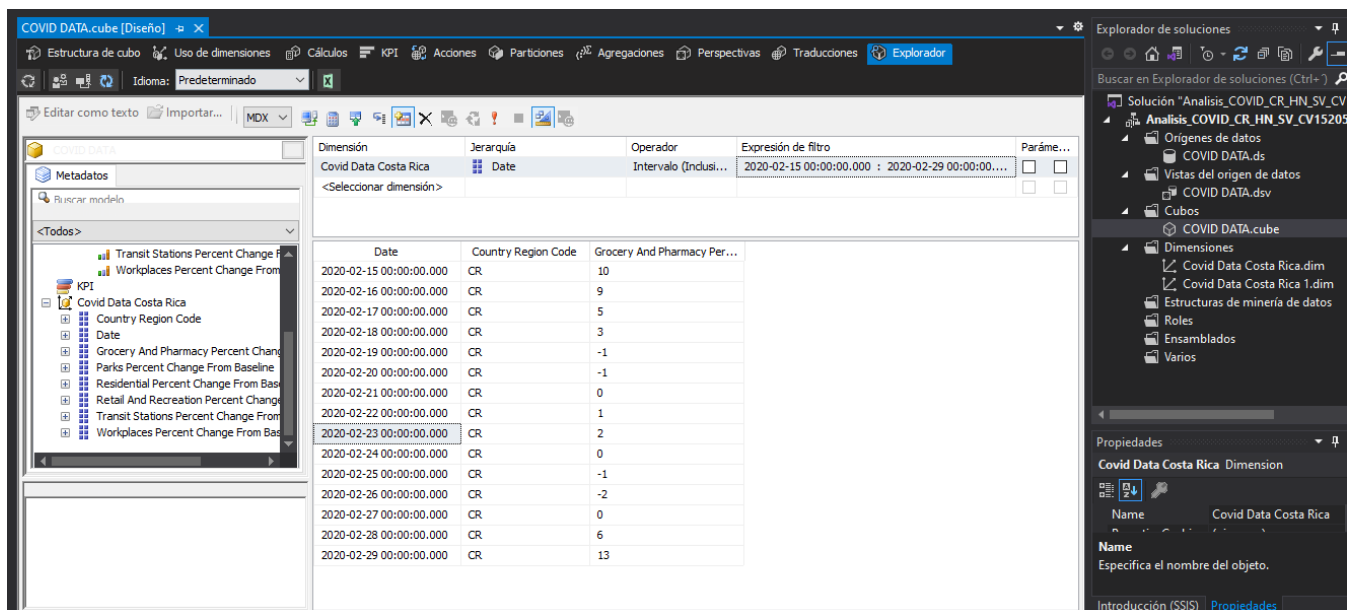 COVID DATA.cube [Diseño]
Estructura de cubo Uso de dimensiones Cálculos KPI Acciones Particiones Agregaciones Perspectivas Traducciones Explorador
Idioma: Predeterminado
Editar como texto Importar... MDX
COVID DATA
Metadatos
Buscar modelo
<Todos>
Transit Stations Percent Change F
Workplaces Percent Change From
KPI
Covid Data Costa Rica
Country Region Code
Date
Grocery And Pharmacy Percent Chang
Parks Percent Change From Baseline
Residential Percent Change From Base
Retail And Recreation Percent Change
Transit Stations Percent Change From
Workplaces Percent Change From Bas
Dimensión Jerarquía Operador Expresión de filtro Paráme...
Covid Data Costa Rica Date Intervalo (Inclusi... 2020-02-15 00:00:00.000 : 2020-02-29 00:00:00....
<Seleccionar dimensión>
Date Country Region Code Grocery And Pharmacy Per...
2020-02-15 00:00:00.000 CR 10
2020-02-16 00:00:00.000 CR 9
2020-02-17 00:00:00.000 CR 5
2020-02-18 00:00:00.000 CR 3
2020-02-19 00:00:00.000 CR -1
2020-02-20 00:00:00.000 CR -1
2020-02-21 00:00:00.000 CR 0
2020-02-22 00:00:00.000 CR 1
2020-02-23 00:00:00.000 CR 2
2020-02-24 00:00:00.000 CR 0
2020-02-25 00:00:00.000 CR -1
2020-02-26 00:00:00.000 CR -2
2020-02-27 00:00:00.000 CR 0
2020-02-28 00:00:00.000 CR 6
2020-02-29 00:00:00.000 CR 13
Explorador de soluciones
Buscar en Explorador de soluciones (Ctrl+´)
Solución "Analisis_COVID_CR_HN_SV_CV
Analisis_COVID_CR_HN_SV_CV15205
Orígenes de datos
COVID DATA.ds
Vistas del origen de datos
COVID DATA.dsv
Cubos
COVID DATA.cube
Dimensiones
Covid Data Costa Rica.dim
Covid Data Costa Rica 1.dim
Estructuras de minería de datos
Roles
Ensamblados
Varios
Propiedades
Covid Data Costa Rica Dimension
Name Covid Data Costa Rica
Name
Especifica el nombre del objeto.
Introducción (SSIS) Propiedades